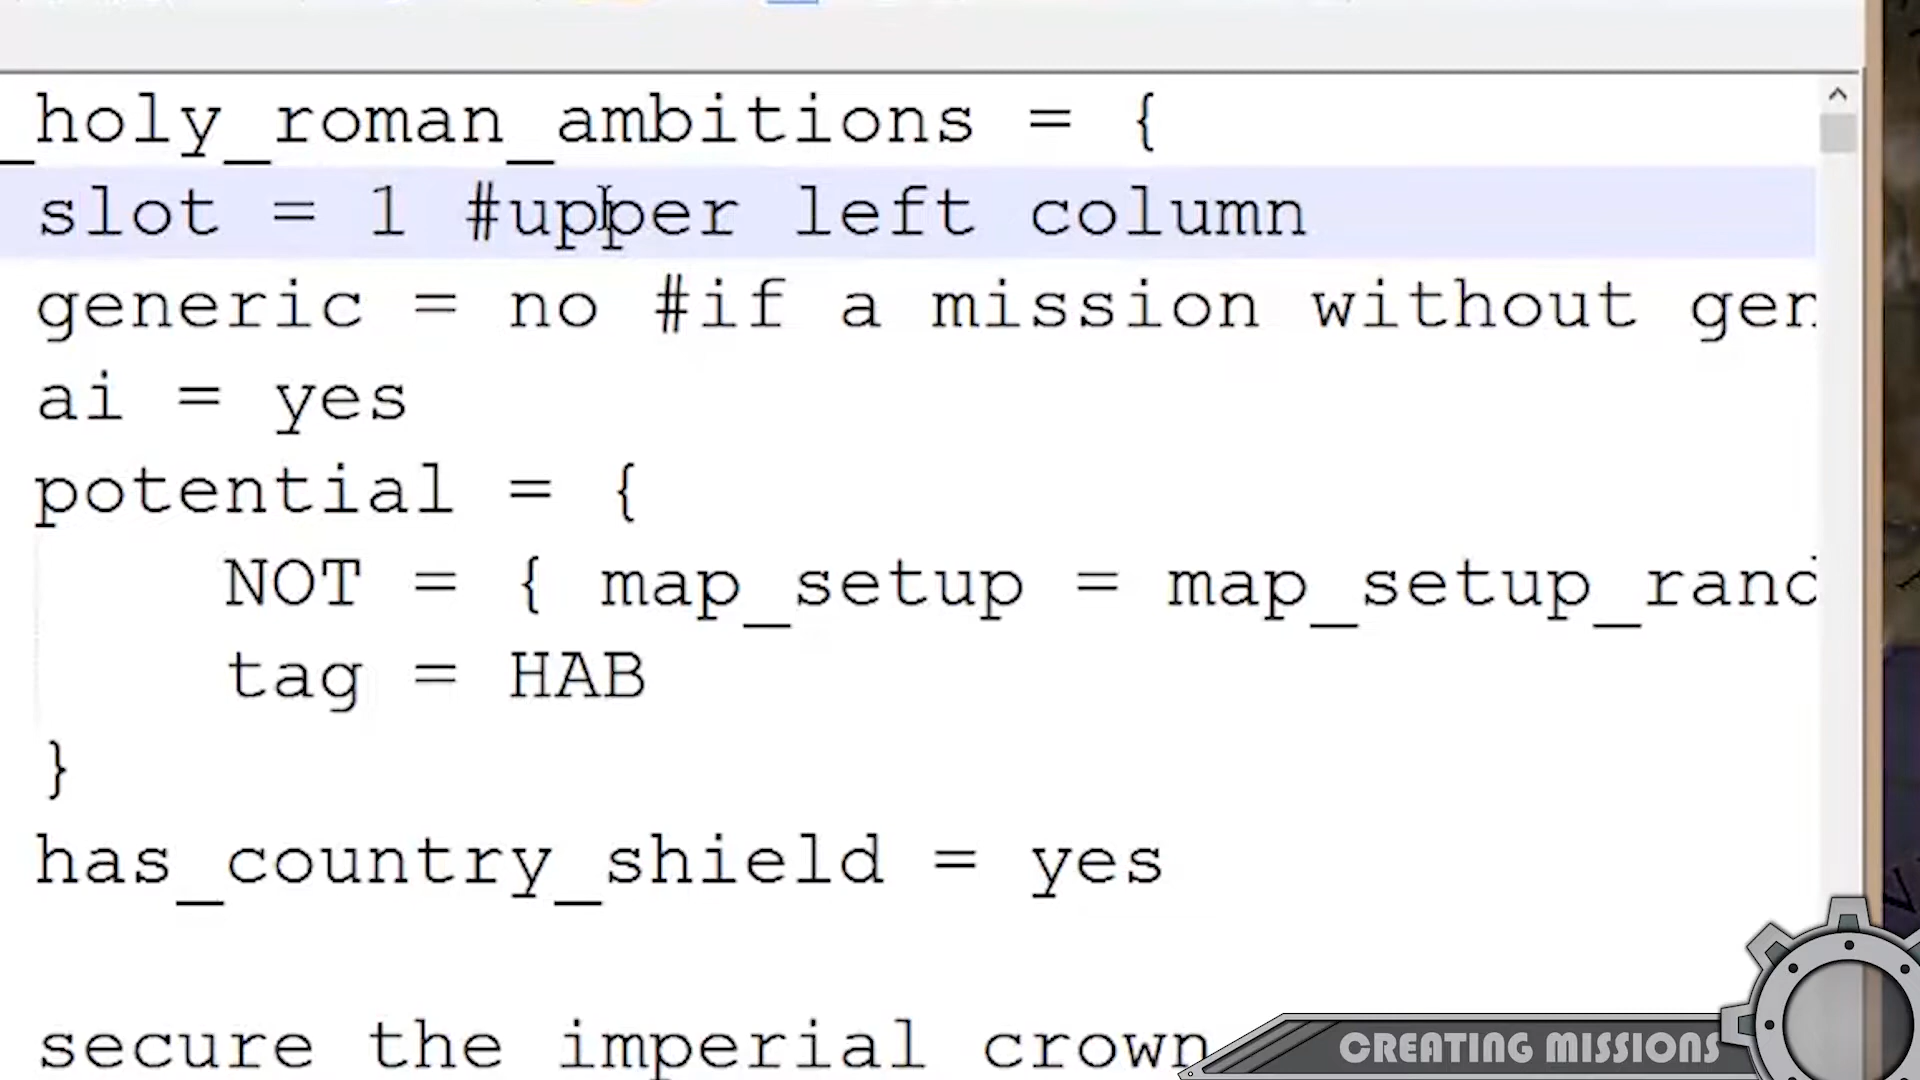 _holy_roman_ambitions = {
slot = 1 #upper left column
generic = no #if a mission without gen
ai = yes
potential = {
NOT = { map_setup = map_setup_rand
tag = HAB
}
has_country_shield = yes
secure the imperial crown
CREATING MISSIONS